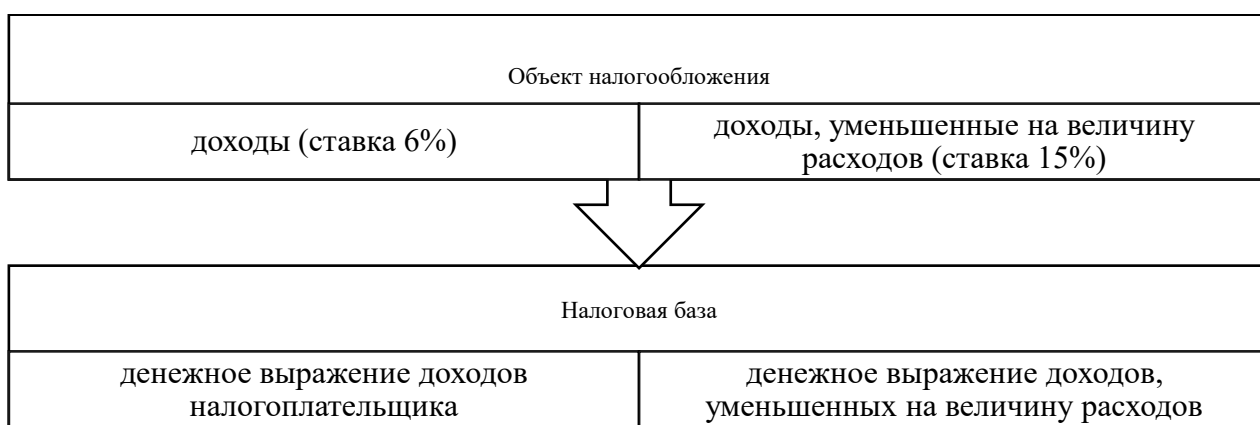 Объект налогообложения
доходы (ставка 6%)
доходы, уменьшенные на величину
расходов (ставка 15%)
Налоговая база
денежное выражение доходов
налогоплательщика
денежное выражение доходов,
уменьшенных на величину расходов